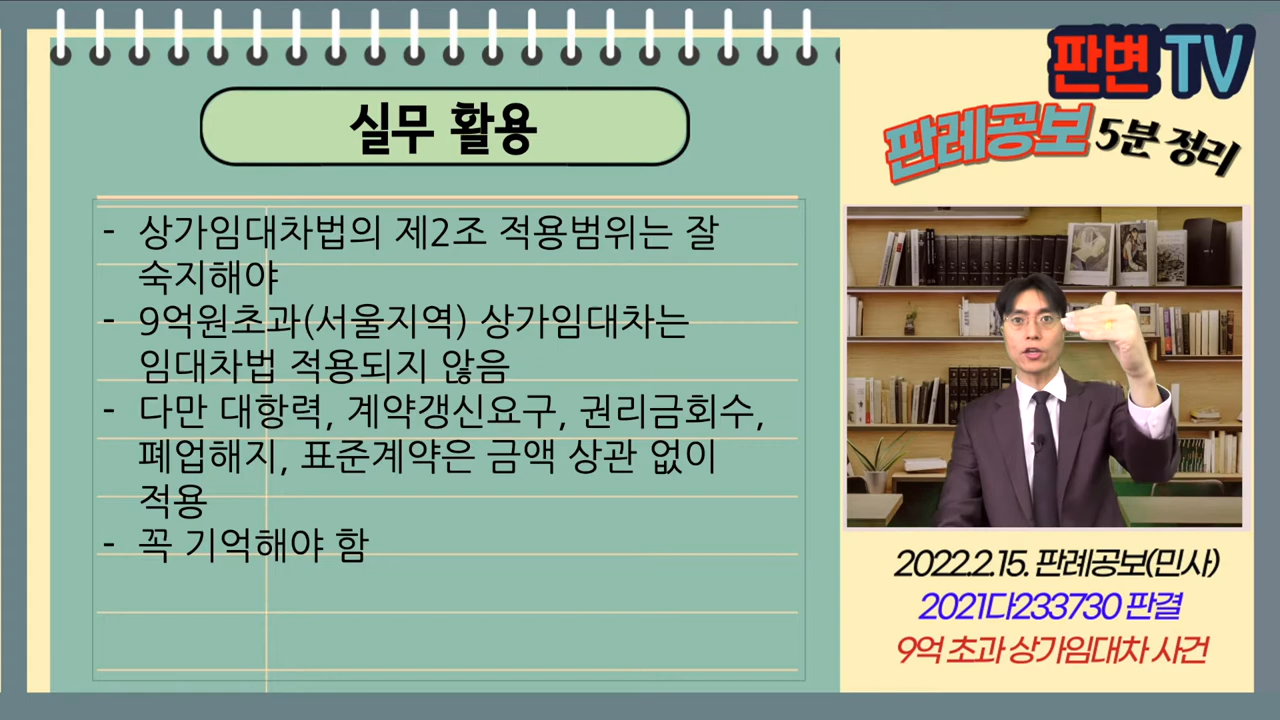 실무 활용
- 상가임대차법의 제2조 적용범위는 잘
숙지해야
- 9억원초과(서울지역) 상가임대차는
임대차법 적용되지 않음
- 다만 대항력, 계약갱신요구, 권리금회수,
폐업해지, 표준계약은 금액 상관 없이
적용
- 꼭 기억해야 함
판변 TV
판례공보 5분 정리
2022.2.15. 판례공보(민사)
2021다233730 판결
9억 초과 상가임대차 사건